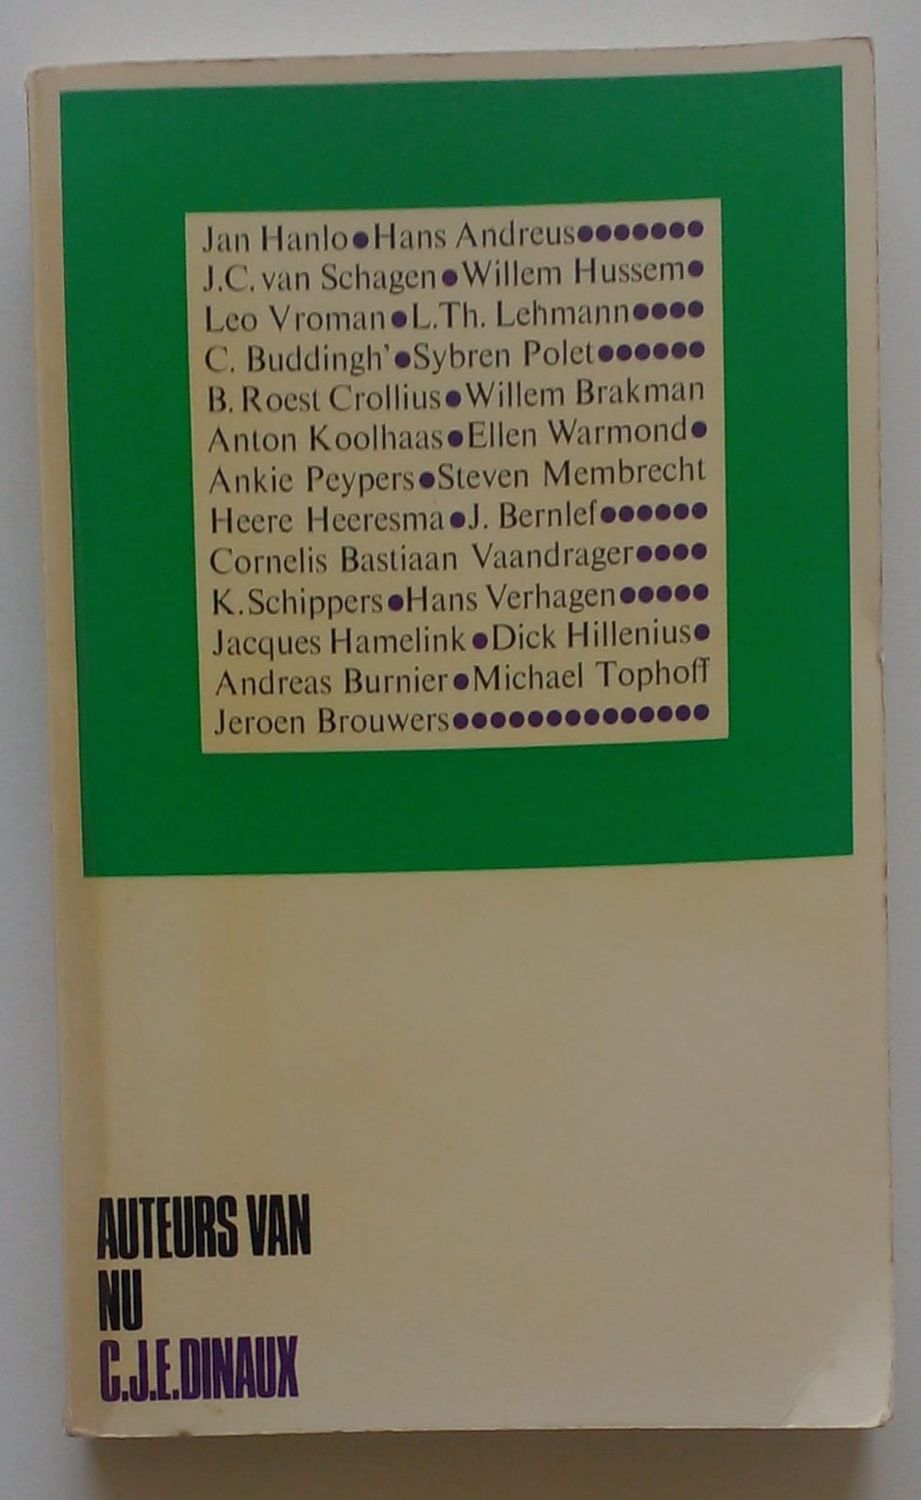 Jan Hanlo●Hans Andreus●●●●●●●
J.C. van Schagen●Willem Hussem●
Leo Vroman●L.Th. Lehmann●●●●
C. Buddingh'●Sybren Polet●●●●●●
B. Roest Crollius●Willem Brakman
Anton Koolhaas●Ellen Warmond●
Ankie Peypers●Steven Membrecht
Heere Heeresma●J. Bernlef●●●●●●
Cornelis Bastiaan Vaandrager●●●●
K. Schippers●Hans Verhagen●●●●●
Jacques Hamelink●Dick Hillenius●
Andreas Burnier●Michael Tophoff
Jeroen Brouwers●●●●●●●●●●●●●●
AUTEURS VAN
NU
C.J.E.DINAUX